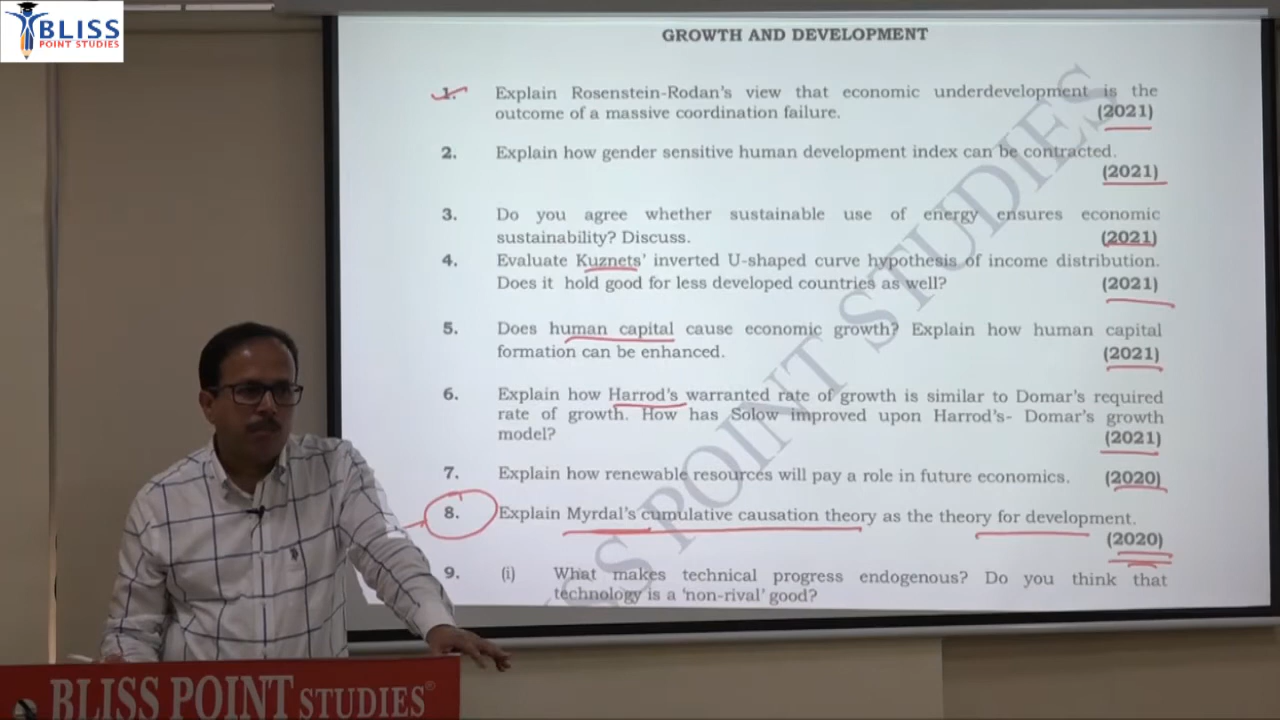 BLISS
POINT STUDIES
GROWTH AND DEVELOPMENT
1. Explain Rosenstein-Rodan's view that economic underdevelopment is the
outcome of a massive coordination failure. (2021)
2. Explain how gender sensitive human development index can be contracted.
(2021)
3. Do you agree whether sustainable use of energy ensures economic
sustainability? Discuss. (2021)
4. Evaluate Kuznets' inverted U-shaped curve hypothesis of income distribution.
Does it hold good for less developed countries as well? (2021)
5. Does human capital cause economic growth? Explain how human capital
formation can be enhanced. (2021)
6. Explain how Harrod's warranted rate of growth is similar to Domar's required
rate of growth. How has Solow improved upon Harrod's- Domar's growth
model? (2021)
7. Explain how renewable resources will pay a role in future economics. (2020)
8. Explain Myrdal's cumulative causation theory as the theory for development.
(2020)
9. (i) What makes technical progress endogenous? Do you think that
technology is a 'non-rival' good?
BLISS POINT STUDIES
BLISS POINT STUDIES®